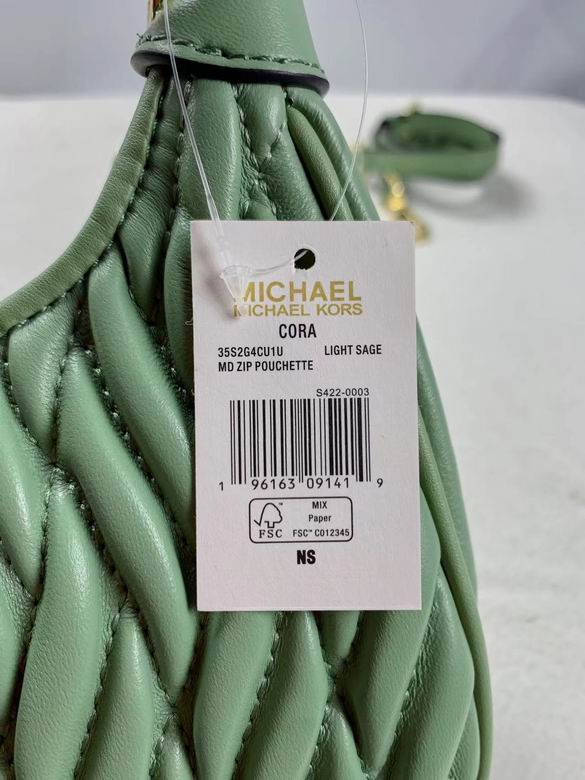 MICHAEL
MICHAEL KORS
CORA
35S2G4CU1U LIGHT SAGE
MD ZIP POUCHETTE
S422-0003
1 96163 09141 9
FSC™
MIX
Paper
FSC™ C012345
NS